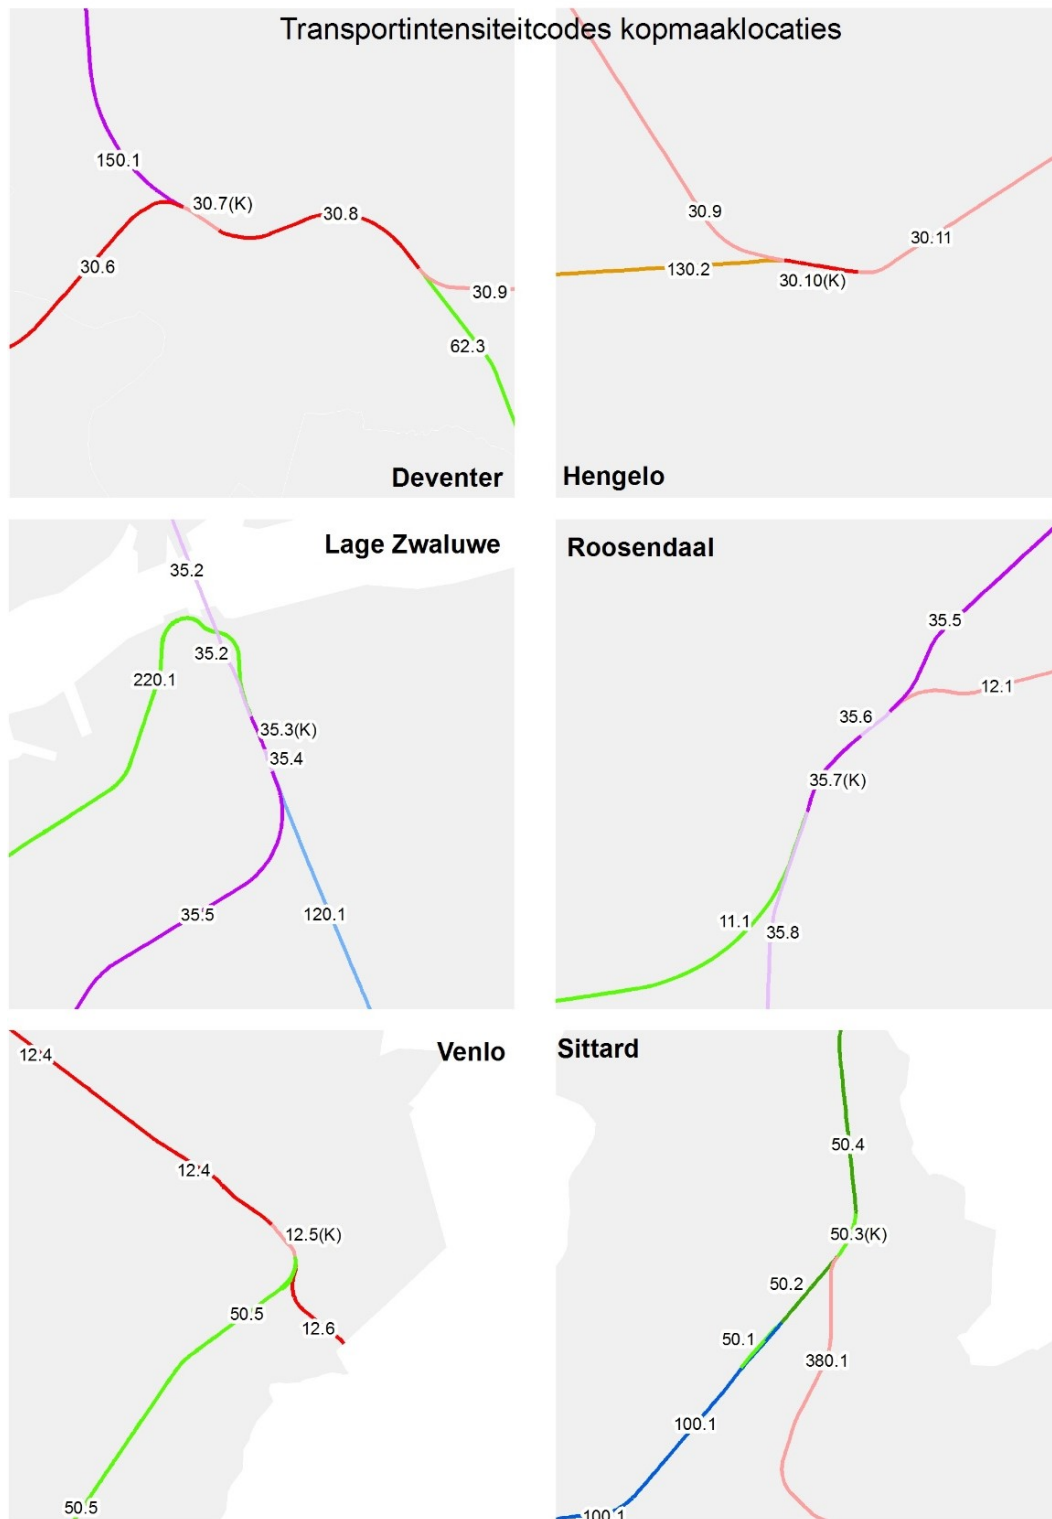 Transportintensiteitcodes kopmaaklocaties
150.1
30.7(K)
30.8
30.6
30.9
62.3
Deventer
30.9
30.11
130.2
30.10(K)
Hengelo
Lage Zwaluwe
35.2
35.2
220.1
35.3(K)
35.4
35.5
120.1
Roosendaal
35.5
12.1
35.6
35.7(K)
11.1
35.8
Venlo
12.4
12.4
12.5(K)
50.5
12.6
50.5
Sittard
50.4
50.3(K)
50.2
50.1
380.1
100.1
100.1